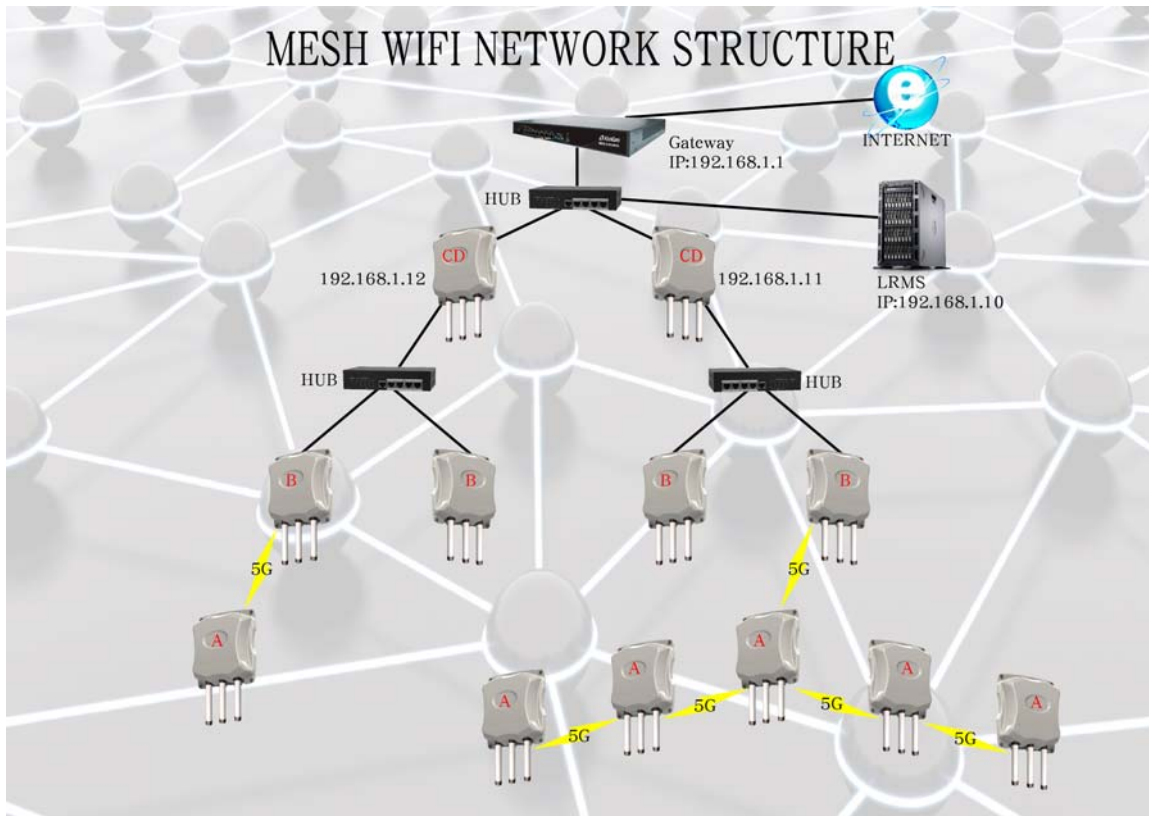 MESH WIFI NETWORK STRUCTURE
INTERNET
Gateway
IP:192.168.1.1
HUB
CD
CD
192.168.1.12
192.168.1.11
LRMS
IP:192.168.1.10
HUB
HUB
B
B
B
B
5G
5G
A
A
A
A
A
A
5G
5G
5G
5G